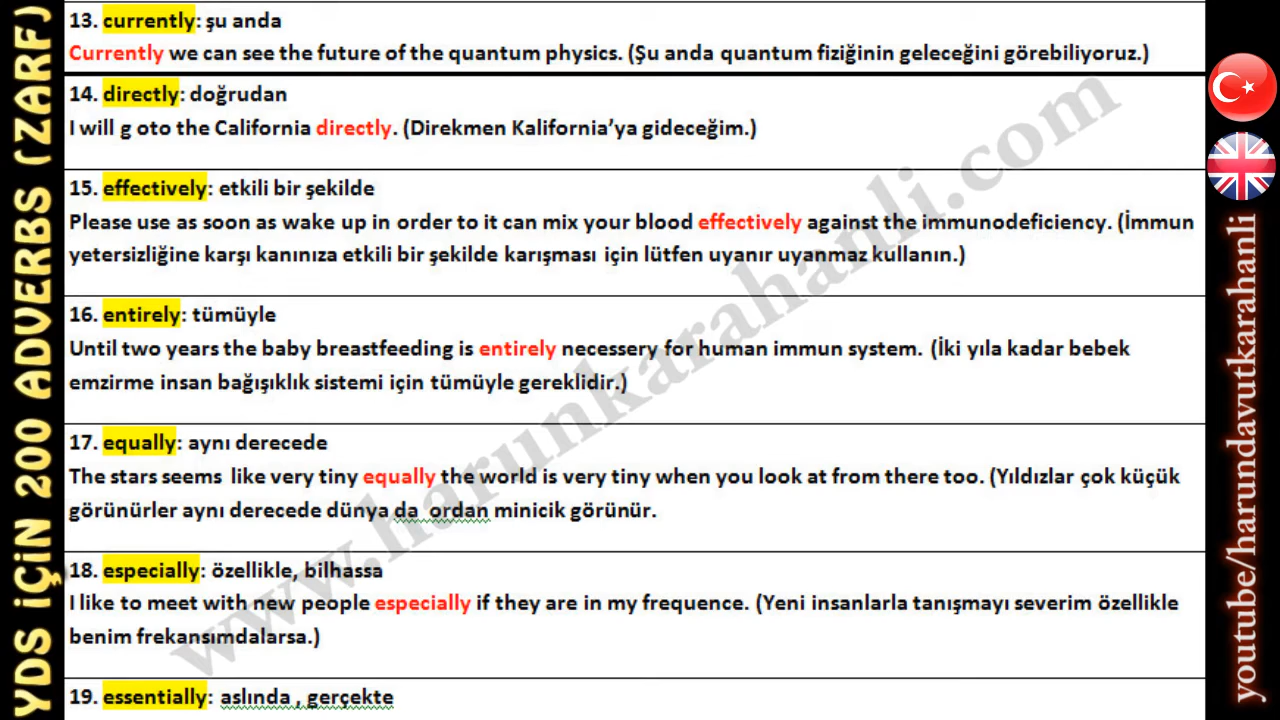 YDS İÇİN 200 ADVERBS (ZARF)
13. currently: şu anda
Currently we can see the future of the quantum physics. (Şu anda quantum fiziğinin geleceğini görebiliyoruz.)
14. directly: doğrudan
I will g oto the California directly. (Direkmen Kalifornia’ya gideceğim.)
15. effectively: etkili bir şekilde
Please use as soon as wake up in order to it can mix your blood effectively against the immunodeficiency. (İmmun
yetersizliğine karşı kanınıza etkili bir şekilde karışması için lütfen uyanır uyanmaz kullanın.)
16. entirely: tümüyle
Until two years the baby breastfeeding is entirely necessery for human immun system. (İki yıla kadar bebek
emzirme insan bağışıklık sistemi için tümüyle gereklidir.)
17. equally: aynı derecede
The stars seems like very tiny equally the world is very tiny when you look at from there too. (Yıldızlar çok küçük
görünürler aynı derecede dünya da ordan minicik görünür.
18. especially: özellikle, bilhassa
I like to meet with new people especially if they are in my frequence. (Yeni insanlarla tanışmayı severim özellikle
benim frekansımdalarsa.)
19. essentially: aslında , gerçekte
www.harunkarahanli.com
youtube/harundavutkarahanli